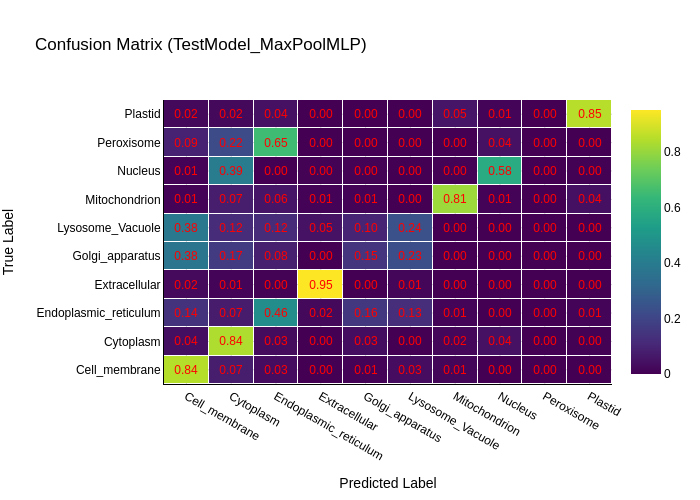 Confusion Matrix (TestModel_MaxPoolMLP)
True Label
Plastid 0.02 0.02 0.04 0.00 0.00 0.00 0.05 0.01 0.00 0.85
Peroxisome 0.09 0.22 0.65 0.00 0.00 0.00 0.00 0.04 0.00 0.00
Nucleus 0.01 0.39 0.00 0.00 0.00 0.00 0.00 0.58 0.00 0.00
Mitochondrion 0.01 0.07 0.06 0.01 0.01 0.00 0.81 0.01 0.00 0.04
Lysosome_Vacuole 0.38 0.12 0.12 0.05 0.10 0.00 0.00 0.00 0.00
Golgi_apparatus 0.38 0.17 0.08 0.00 0.15 0.00 0.00 0.00 0.00
Extracellular 0.02 0.01 0.00 0.95 0.00 0.01 0.00 0.00 0.00 0.00
Endoplasmic_reticulum 0.14 0.07 0.46 0.02 0.16 0.13 0.01 0.00 0.00 0.01
Cytoplasm 0.04 0.84 0.03 0.00 0.03 0.00 0.02 0.04 0.00 0.00
Cell_membrane 0.84 0.07 0.03 0.00 0.01 0.03 0.01 0.00 0.00 0.00
Cell_membrane Cytoplasm Endoplasmic_reticulum Extracellular Golgi_apparatus Lysosome_Vacuole Mitochondrion Nucleus Peroxisome Plastid
Predicted Label
0.8
0.6
0.4
0.2
0